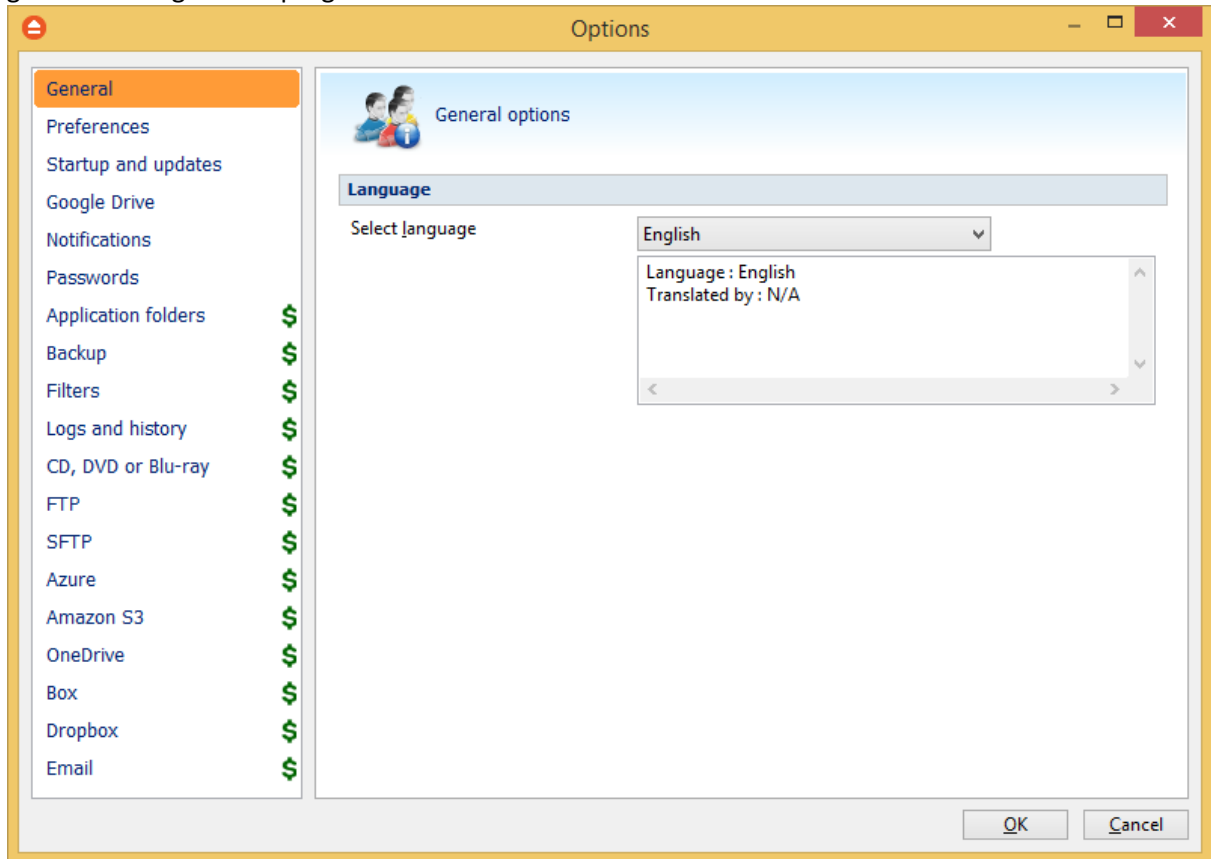 Options
General
Preferences
Startup and updates
Google Drive
Notifications
Passwords
Application folders $
Backup $
Filters $
Logs and history $
CD, DVD or Blu-ray $
FTP $
SFTP $
Azure $
Amazon S3 $
OneDrive $
Box $
Dropbox $
Email $
General options
Language
Select language
English
Language : English
Translated by : N/A
OK
Cancel